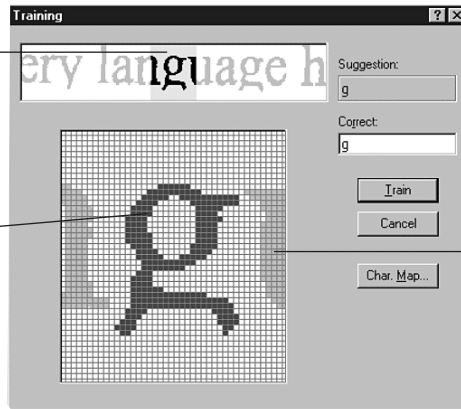 Training
ery language h
Suggestion:
g
Correct:
g
Train
Cancel
Char. Map...
g